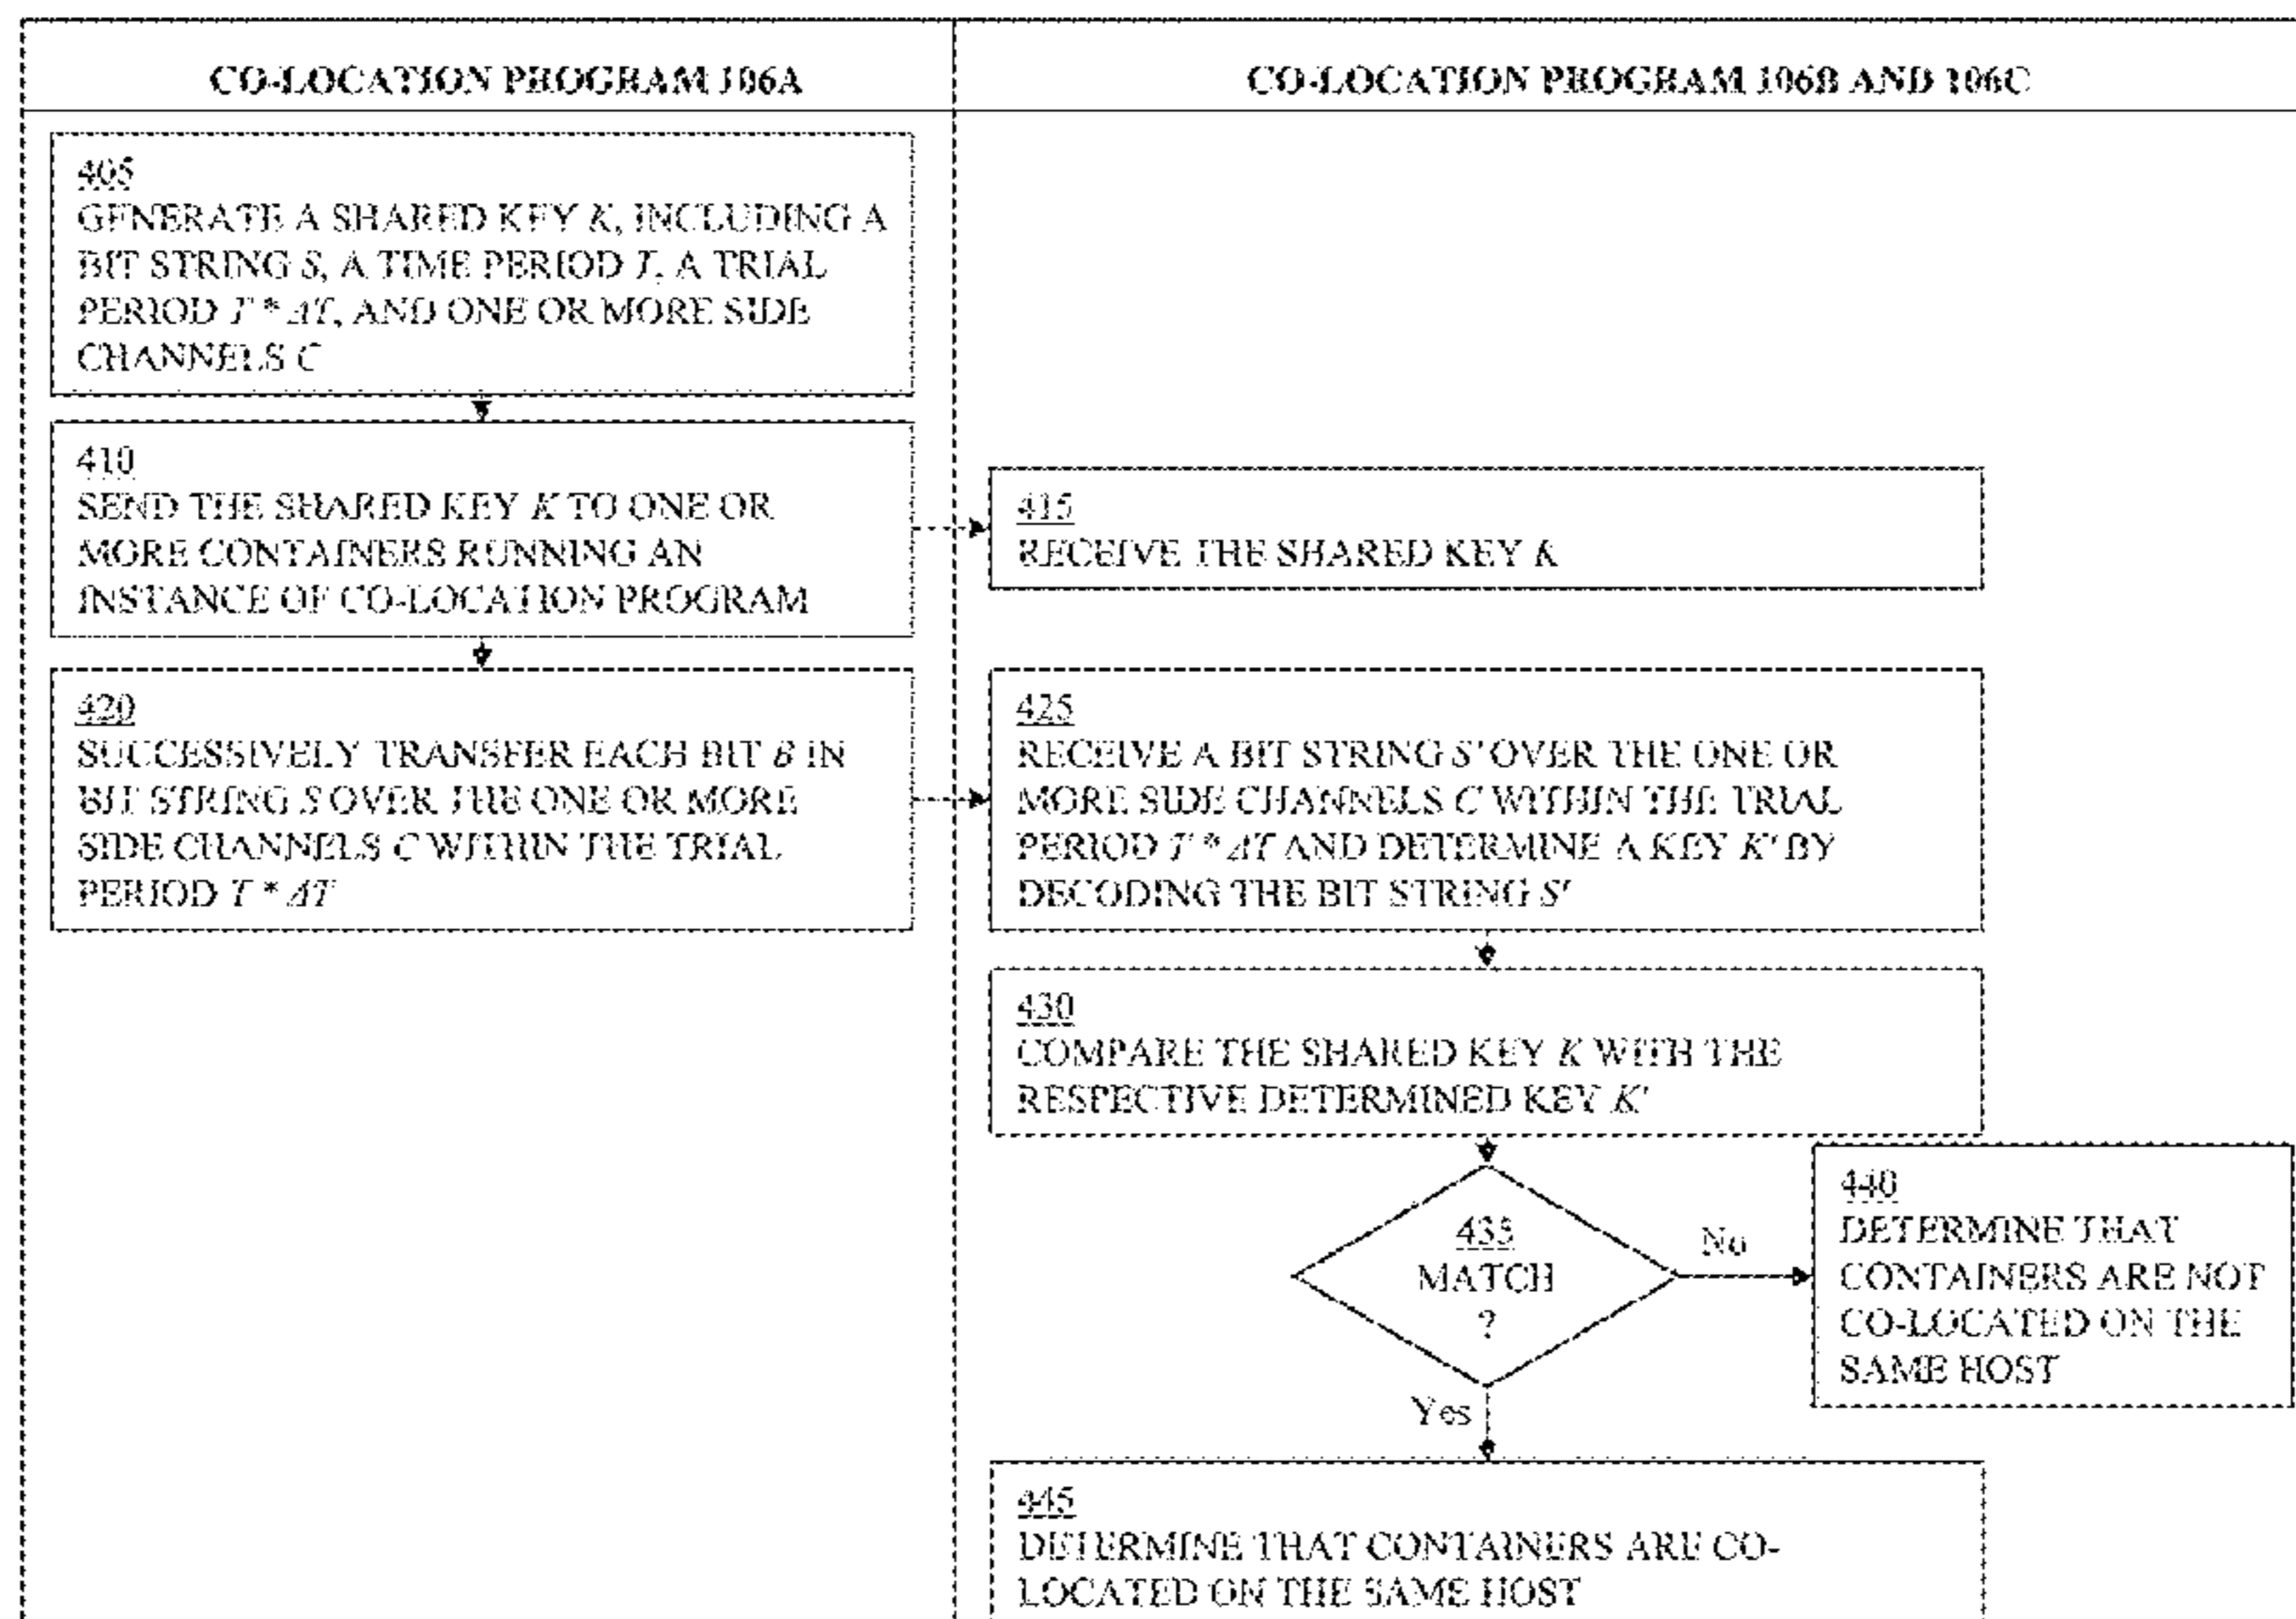 CO-LOCATION PROGRAM 106A
CO-LOCATION PROGRAM 106B AND 106C
405
GENERATE A SHARED KEY K, INCLUDING A
BIT STRING S, A TIME PERIOD T, A TRIAL
PERIOD T * ΔT, AND ONE OR MORE SIDE
CHANNELS C
410
SEND THE SHARED KEY K TO ONE OR
MORE CONTAINERS RUNNING AN
INSTANCE OF CO-LOCATION PROGRAM
415
RECEIVE THE SHARED KEY K
420
SUCCESSIVELY TRANSFER EACH BIT B IN
BIT STRING S OVER THE ONE OR MORE
SIDE CHANNELS C WITHIN THE TRIAL
PERIOD T * ΔT
425
RECEIVE A BIT STRING S' OVER THE ONE OR
MORE SIDE CHANNELS C WITHIN THE TRIAL
PERIOD T * ΔT AND DETERMINE A KEY K' BY
DECODING THE BIT STRING S'
430
COMPARE THE SHARED KEY K WITH THE
RESPECTIVE DETERMINED KEY K'
435
MATCH
?
No
440
DETERMINE THAT
CONTAINERS ARE NOT
CO-LOCATED ON THE
SAME HOST
Yes
445
DETERMINE THAT CONTAINERS ARE CO-
LOCATED ON THE SAME HOST